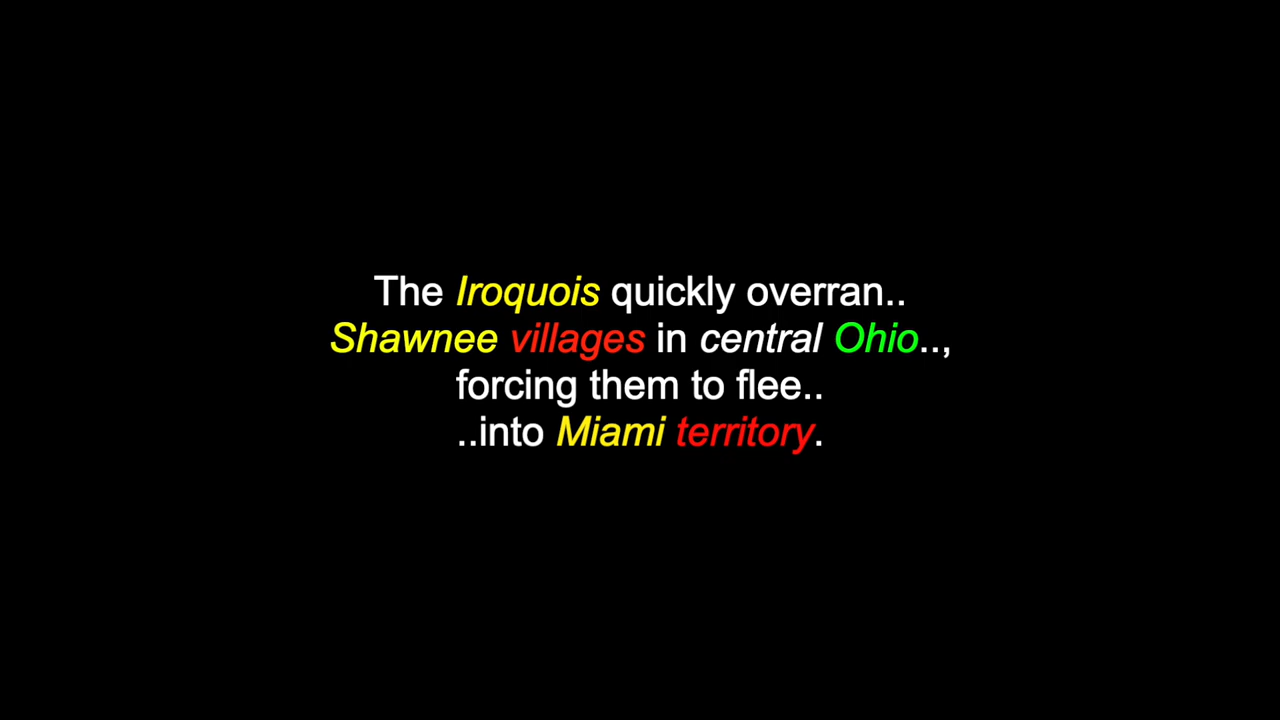 The Iroquois quickly overran..
Shawnee villages in central Ohio..,
forcing them to flee..
..into Miami territory.